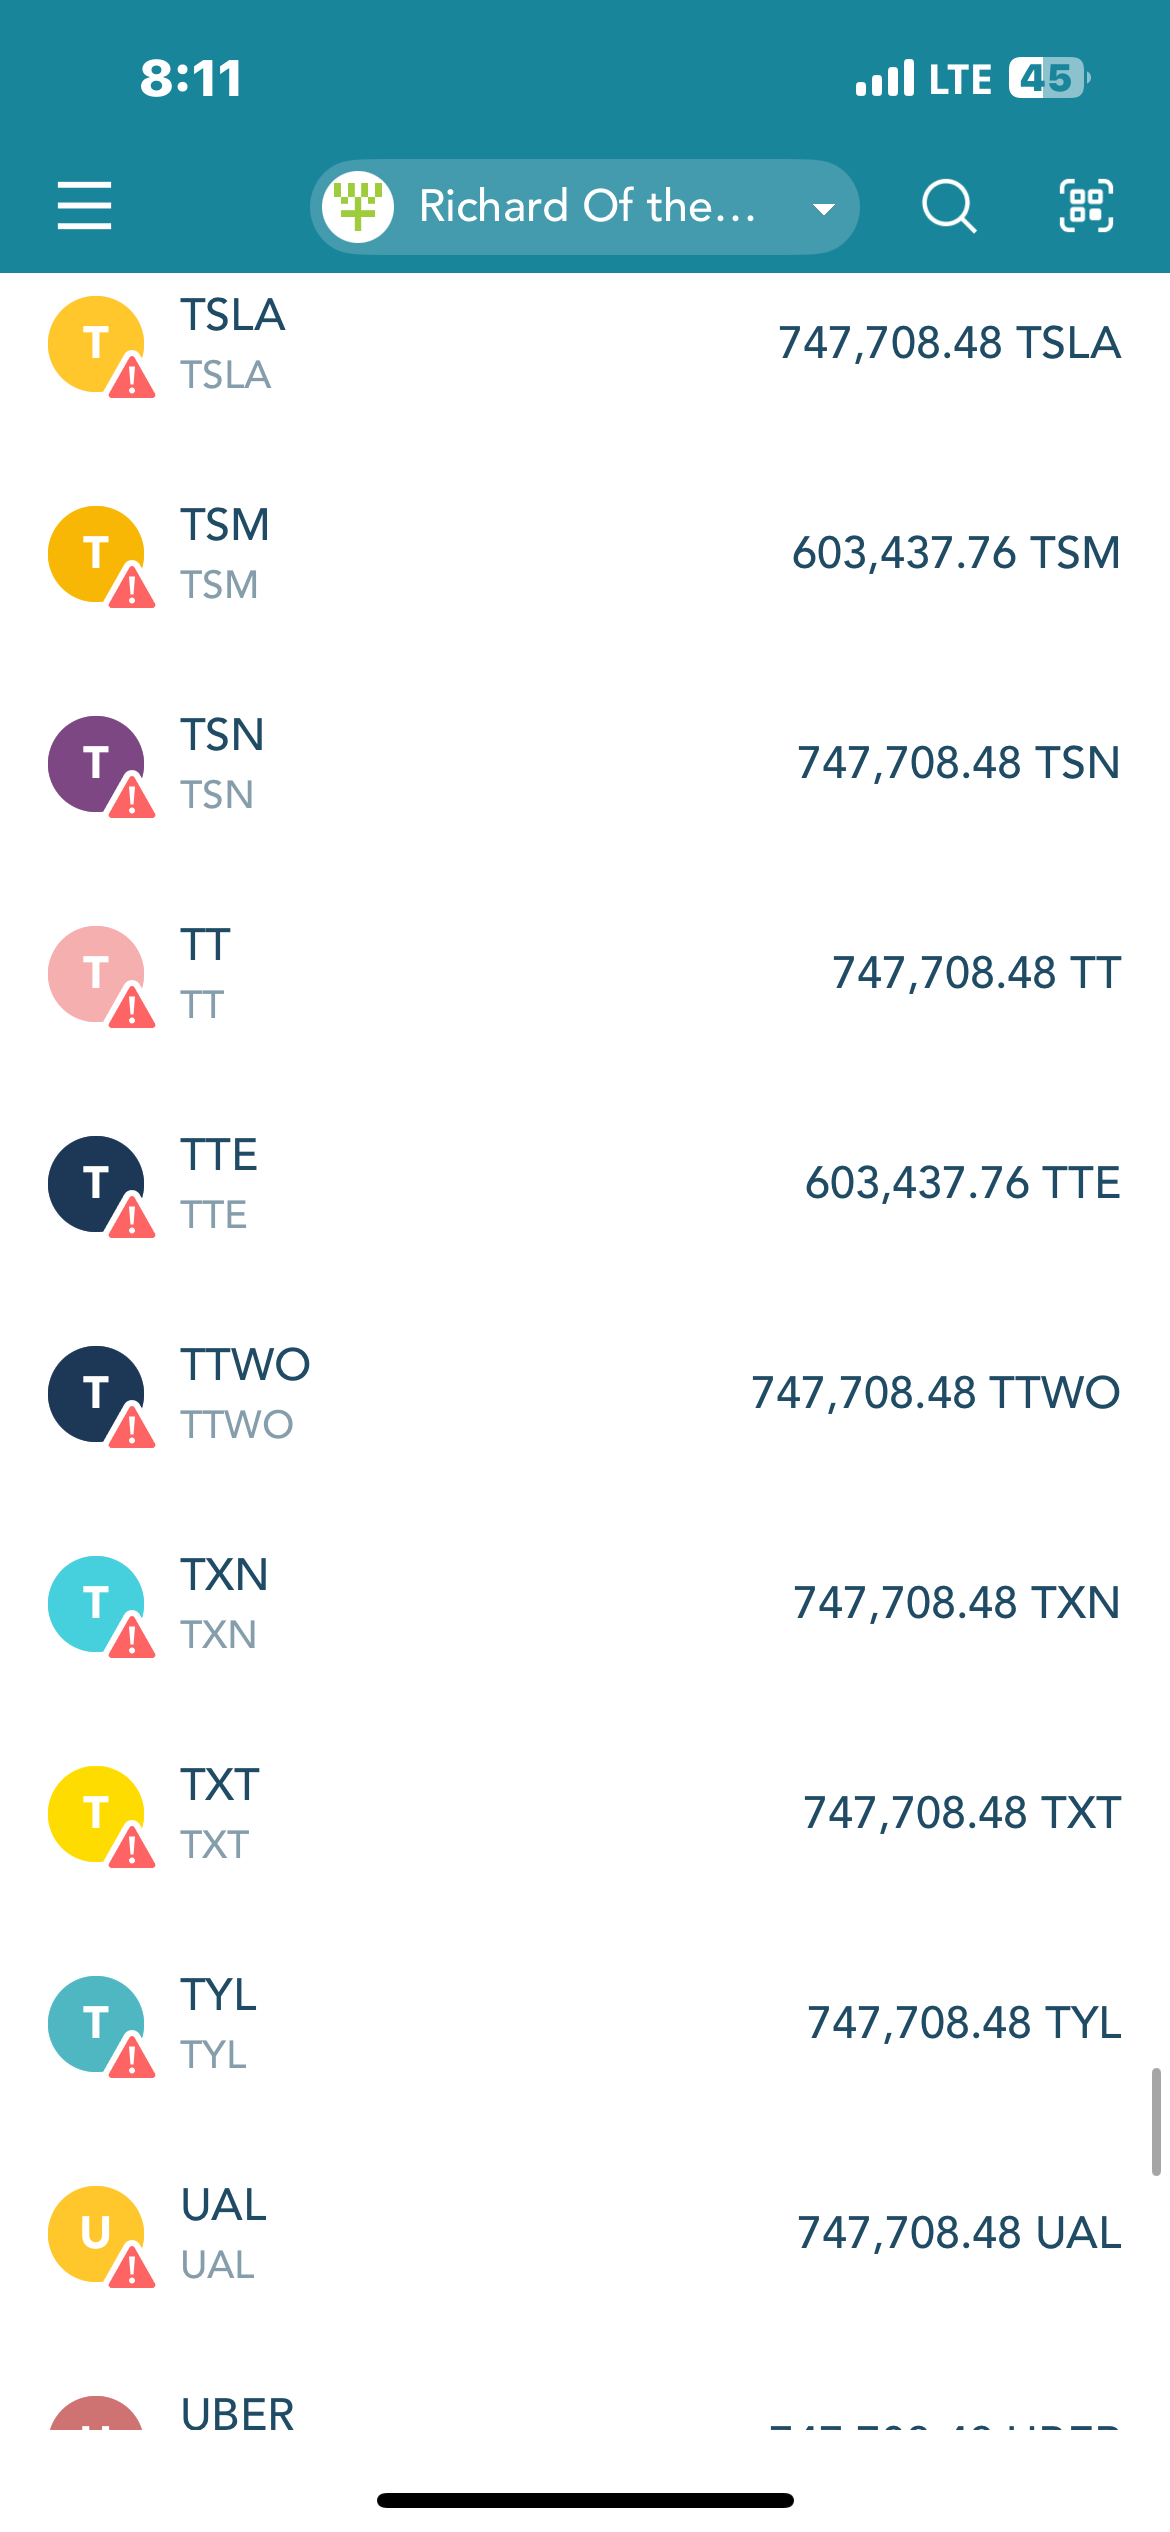 8:11
LTE 45
Richard Of the...
T
TSLA
TSLA
747,708.48 TSLA
T
TSM
TSM
603,437.76 TSM
T
TSN
TSN
747,708.48 TSN
T
TT
TT
747,708.48 TT
T
TTE
TTE
603,437.76 TTE
T
TTWO
TTWO
747,708.48 TTWO
T
TXN
TXN
747,708.48 TXN
T
TXT
TXT
747,708.48 TXT
T
TYL
TYL
747,708.48 TYL
U
UAL
UAL
747,708.48 UAL
UBER